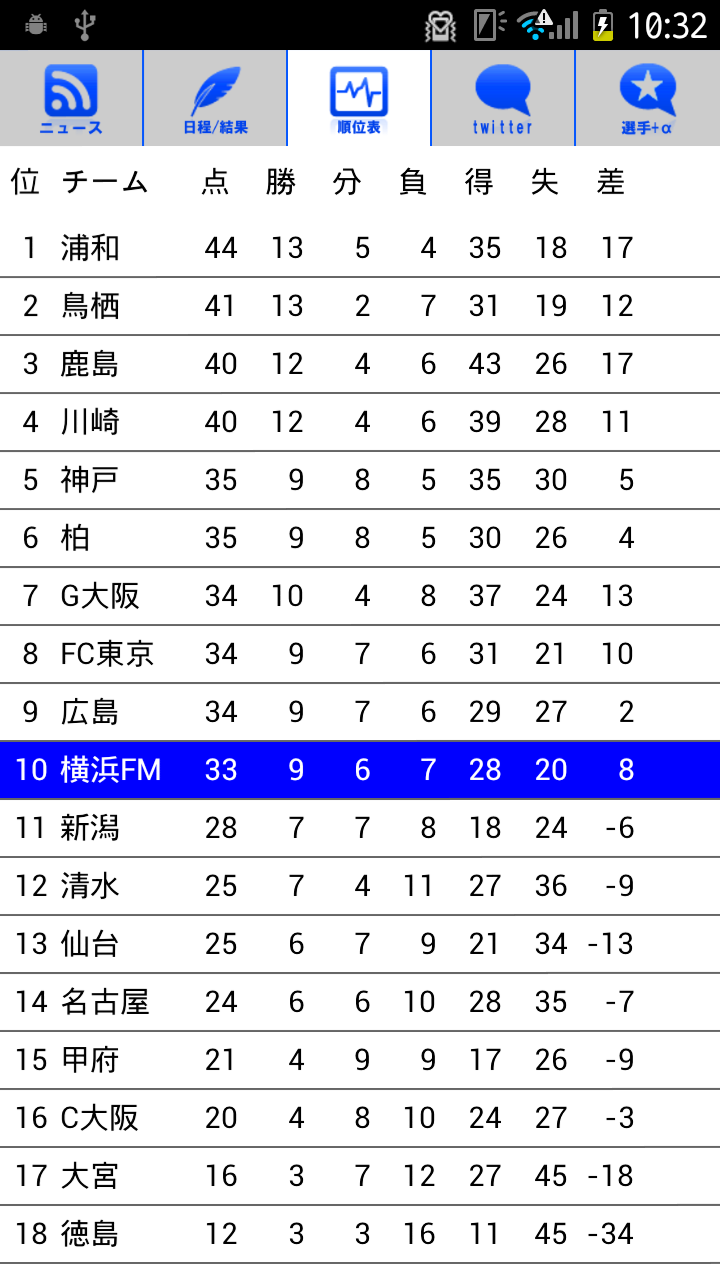 10:32
ニュース 日程/結果 順位表 twitter 選手+α
位 チーム 点 勝 分 負 得 失 差
1 浦和 44 13 5 4 35 18 17
2 鳥栖 41 13 2 7 31 19 12
3 鹿島 40 12 4 6 43 26 17
4 川崎 40 12 4 6 39 28 11
5 神戸 35 9 8 5 35 30 5
6 柏 35 9 8 5 30 26 4
7 G大阪 34 10 4 8 37 24 13
8 FC東京 34 9 7 6 31 21 10
9 広島 34 9 7 6 29 27 2
10 横浜FM 33 9 6 7 28 20 8
11 新潟 28 7 7 8 18 24 -6
12 清水 25 7 4 11 27 36 -9
13 仙台 25 6 7 9 21 34 -13
14 名古屋 24 6 6 10 28 35 -7
15 甲府 21 4 9 9 17 26 -9
16 C大阪 20 4 8 10 24 27 -3
17 大宮 16 3 7 12 27 45 -18
18 徳島 12 3 3 16 11 45 -34